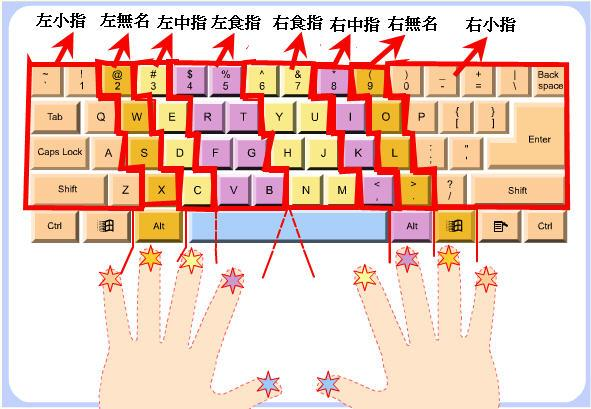 左小指 左無名 左中指 左食指 右食指 右中指 右無名 右小指
~ ! @ # $ % ^ & * ( ) _ + | Back
` 1 2 3 4 5 6 7 8 9 0 - = \ space
Tab Q W E R T Y U I O P { [ } ] Enter
Caps Lock A S D F G H J K L : ; " '
Shift Z X C V B N M < , > . ? / Shift
Ctrl Alt Alt Ctrl